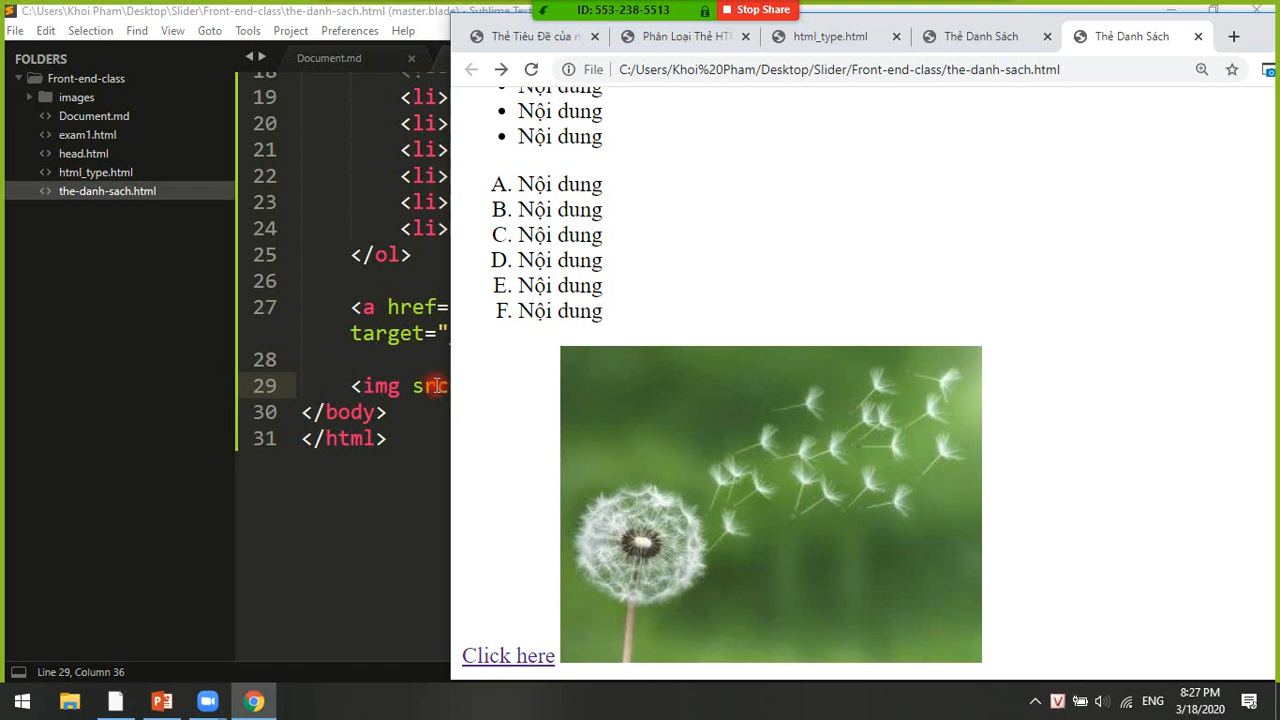 C:\Users\Khoi Pham\Desktop\Slider\Front-end-class\the-danh-sach.html (master.blade) - Sublime Text
ID: 553-238-5513
Stop Share
File Edit Selection Find View Goto Tools Project Preferences Help
Thẻ Tiêu Đề của
Phân Loại Thẻ HT
html_type.html
Thẻ Danh Sách
Thẻ Danh Sách
FOLDERS
Front-end-class
images
Document.md
exam1.html
head.html
html_type.html
the-danh-sach.html
Document.md
File
C:/Users/Khoi%20Pham/Desktop/Slider/Front-end-class/the-danh-sach.html
18
19 <li>
20 <li>
21 <li>
22 <li>
23 <li>
24 <li>
25 </ol>
26
27 <a href=
target="
28
29 <img src
30 </body>
31 </html>
• Nội dung
• Nội dung
• Nội dung
A. Nội dung
B. Nội dung
C. Nội dung
D. Nội dung
E. Nội dung
F. Nội dung
Click here
Line 29, Column 36
ENG
8:27 PM
3/18/2020